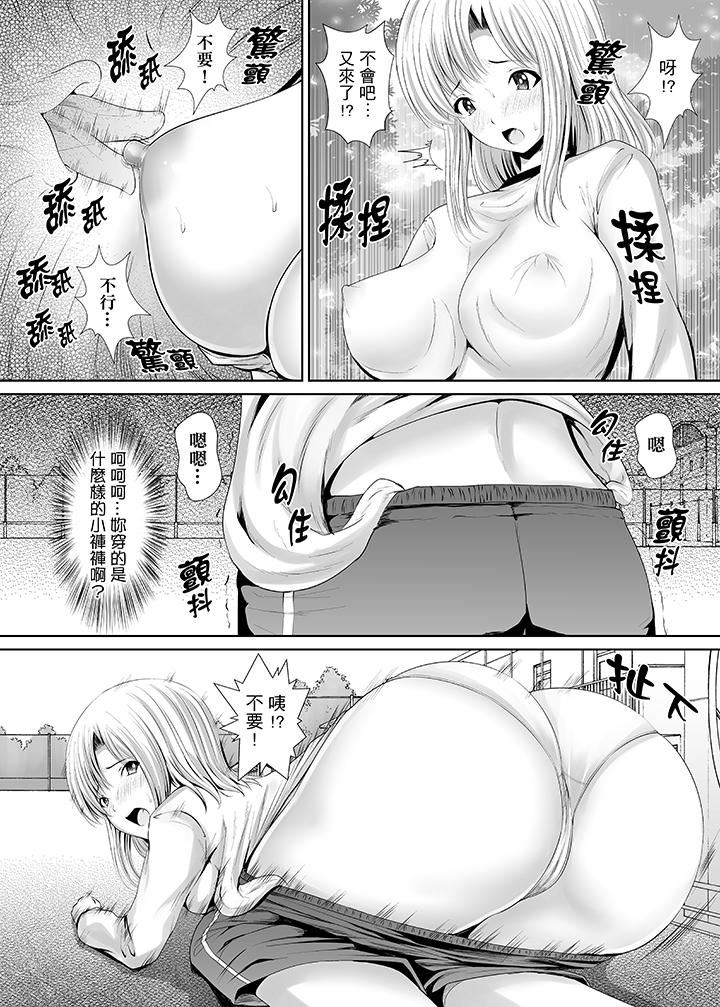 呀!?
驚顫
不會吧…
又來了!?
揉捏
揉捏
驚顫
不要!
舔舐
舔舐
舔舐
舔舐
不行…
驚顫
嗯
勾住
顫抖
嗯嗯…
勾住
顫抖
呵呵呵…妳穿的是
什麼樣的小褲褲啊?
扯下
咦!?
不要!